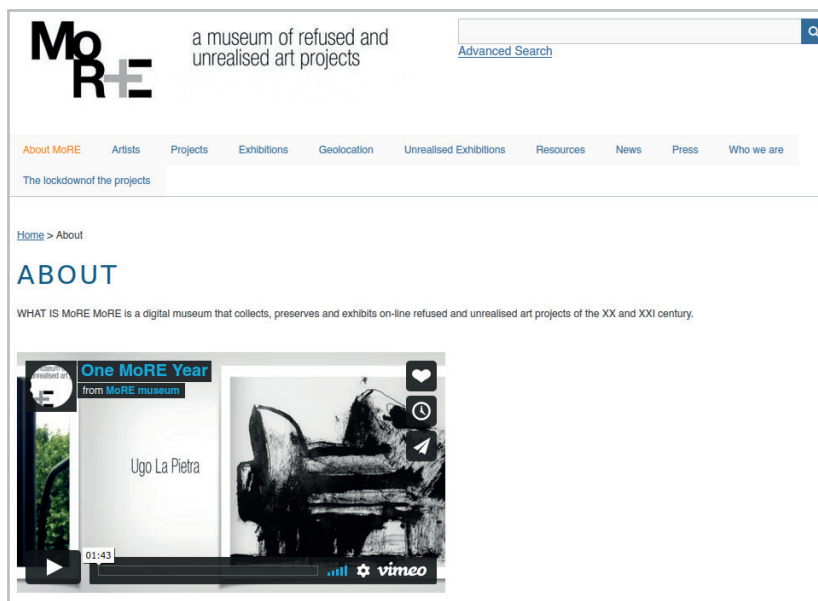 MoRE
a museum of refused and
unrealised art projects
Advanced Search
About MoRE Artists Projects Exhibitions Geolocation Unrealised Exhibitions Resources News Press Who we are
The lockdownof the projects
Home > About
ABOUT
WHAT IS MoRE MoRE is a digital museum that collects, preserves and exhibits on-line refused and unrealised art projects of the XX and XXI century.
One MoRE Year
from MoRE museum
Ugo La Pietra
01:43
vimeo